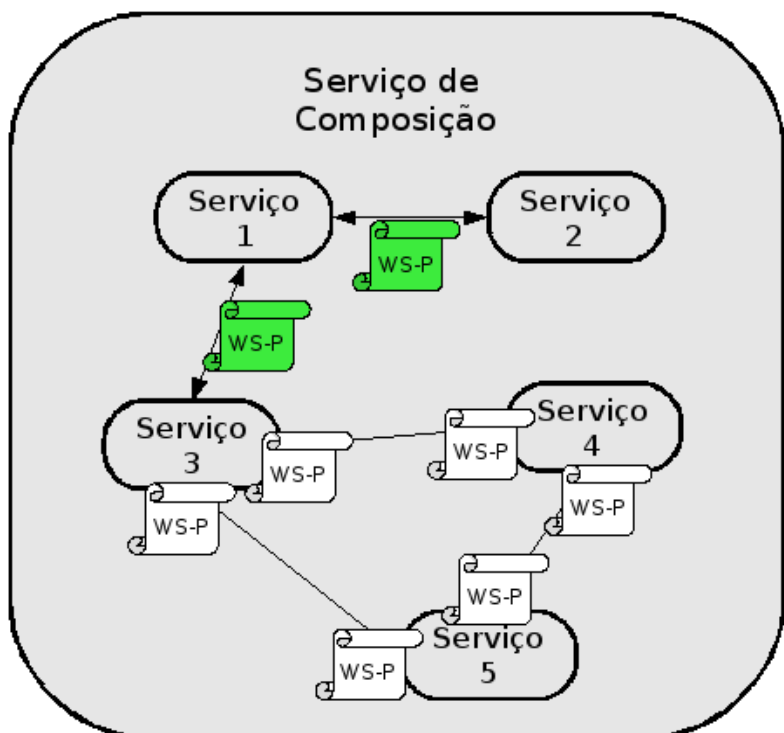 Serviço de
Composição
Serviço
1
Serviço
2
WS-P
WS-P
Serviço
3
Serviço
4
WS-P
WS-P
WS-P
WS-P
WS-P
Serviço
5
WS-P